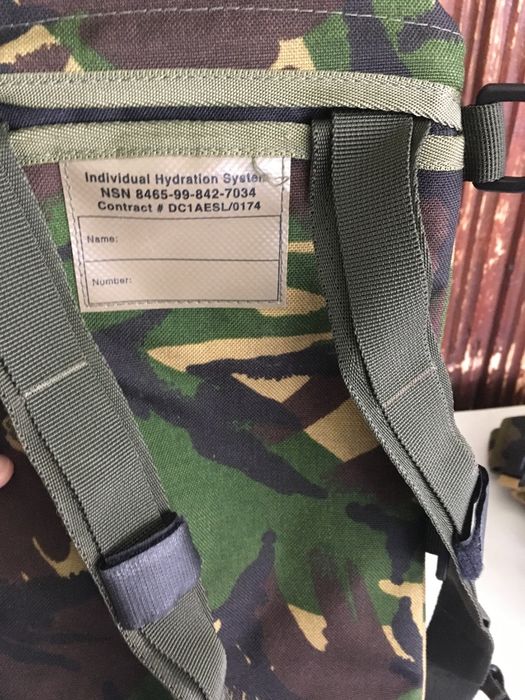 Individual Hydration System
NSN 8465-99-842-7034
Contract # DC1AESL/0174
Name:
Number: